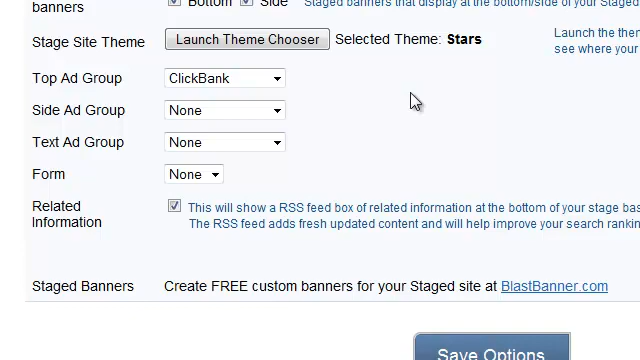 banners Bottom Side Staged banners that display at the bottom/side of your Staged
Stage Site Theme Launch Theme Chooser Selected Theme: Stars Launch the
see where your
Top Ad Group ClickBank
Side Ad Group None
Text Ad Group None
Form None
Related Information This will show a RSS feed box of related information at the bottom of your stage
The RSS feed adds fresh updated content and will help improve your search
Staged Banners Create FREE custom banners for your Staged site at BlastBanner.com
Save Options